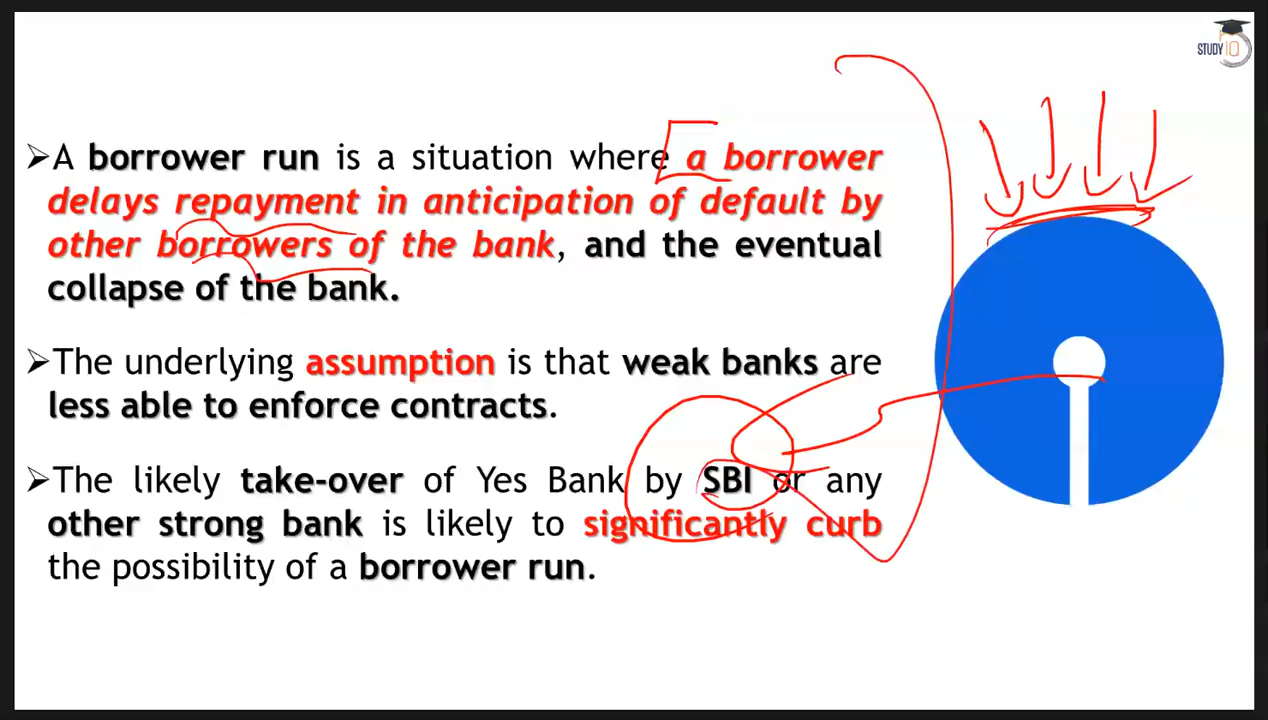 STUDY IQ
➢A borrower run is a situation where a borrower
delays repayment in anticipation of default by
other borrowers of the bank, and the eventual
collapse of the bank.
➢The underlying assumption is that weak banks are
less able to enforce contracts.
➢The likely take-over of Yes Bank by SBI or any
other strong bank is likely to significantly curb
the possibility of a borrower run.